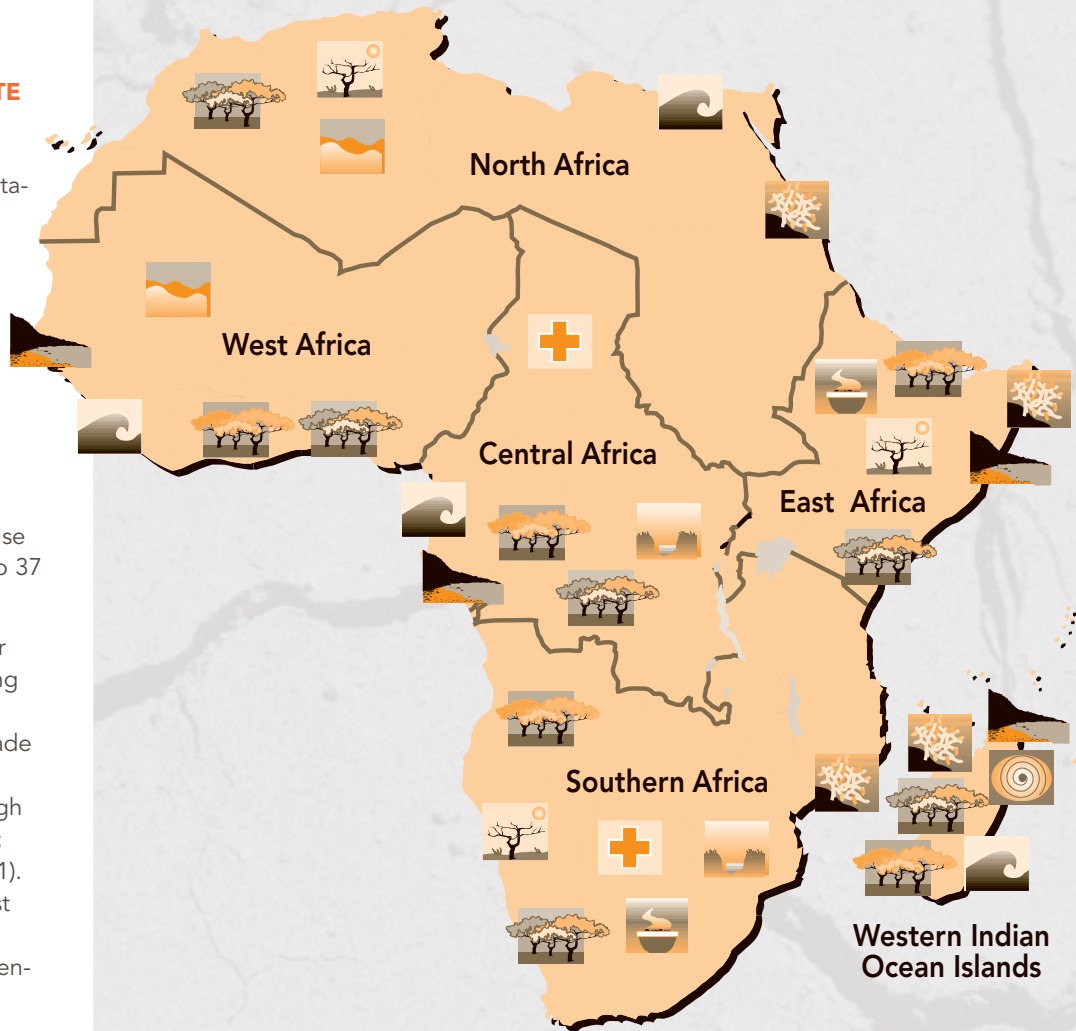 TE
ta-
se
o 37
r
ng
ade
gh
;
1).
st
en-
North Africa
West Africa
Central Africa
East Africa
Southern Africa
Western Indian
Ocean Islands